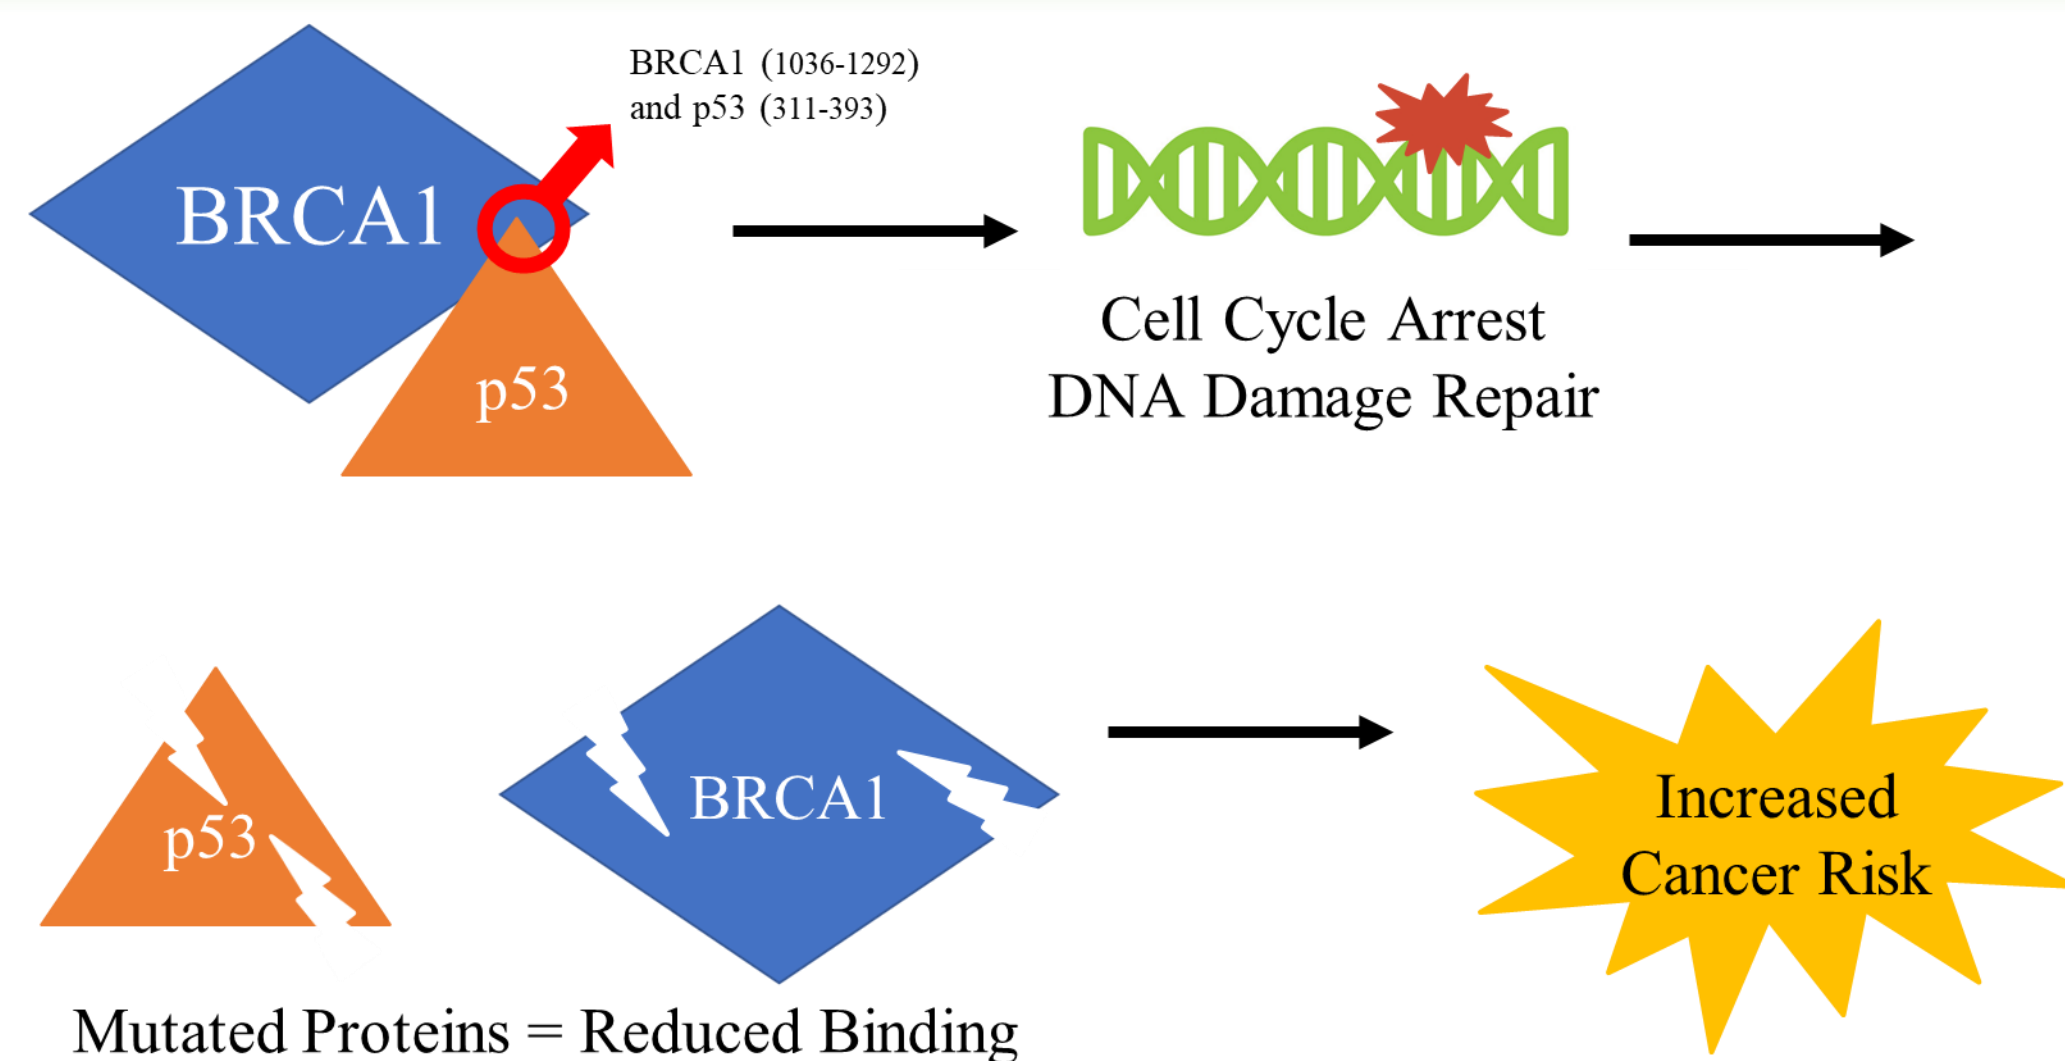 BRCA1 (1036-1292)
and p53 (311-393)
BRCA1
p53
Cell Cycle Arrest
DNA Damage Repair
p53
BRCA1
Increased
Cancer Risk
Mutated Proteins = Reduced Binding